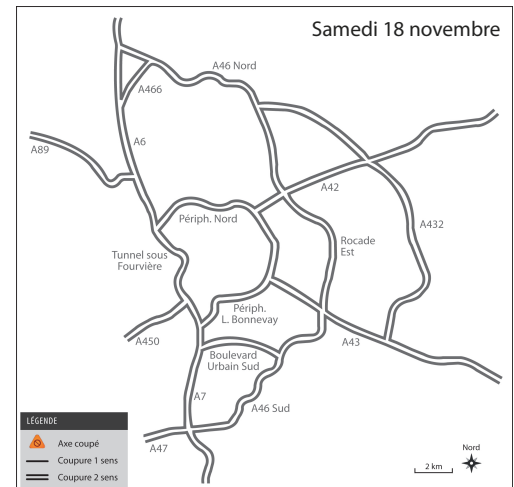 Samedi 18 novembre
A46 Nord
A466
A6
A89
A42
Périph. Nord
A432
Rocade
Est
Tunnel sous
Fourvière
Périph.
L. Bonnevay
A450
A43
Boulevard
Urbain Sud
A7
A46 Sud
A47
LÉGENDE
Axe coupé
Coupure 1 sens
Coupure 2 sens
Nord
2 km